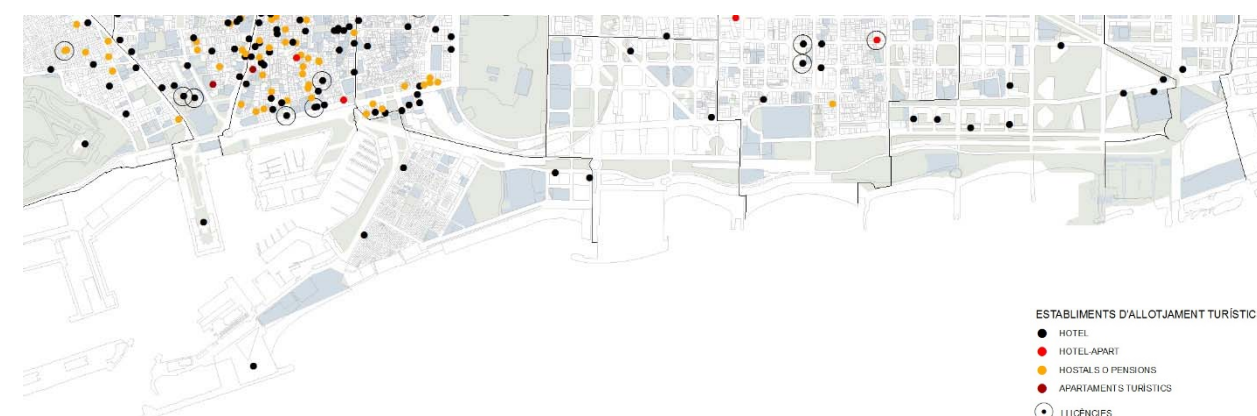 ESTABLIMENTS D'ALLOTJAMENT TURÍSTIC
HOTEL
HOTEL-APART
HOSTALS O PENSIONS
APARTAMENTS TURÍSTICS
LLICÈNCIES